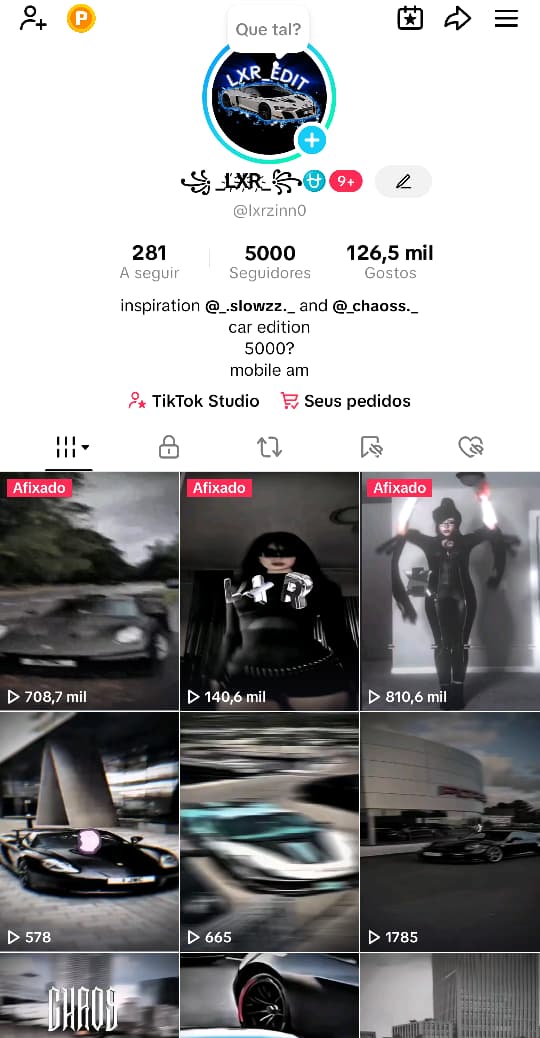 P
Que tal?
LXR_EDIT
꧁_LXR_꧂
9+
@lxrzinn0
281
5000
126,5 mil
A seguir
Seguidores
Gostos
inspiration @_.slowzz._ and @_chaoss._
car edition
5000?
mobile am
TikTok Studio
Seus pedidos
Afixado
Afixado
Afixado
LXR
708,7 mil
140,6 mil
810,6 mil
578
665
1785
CHAOS